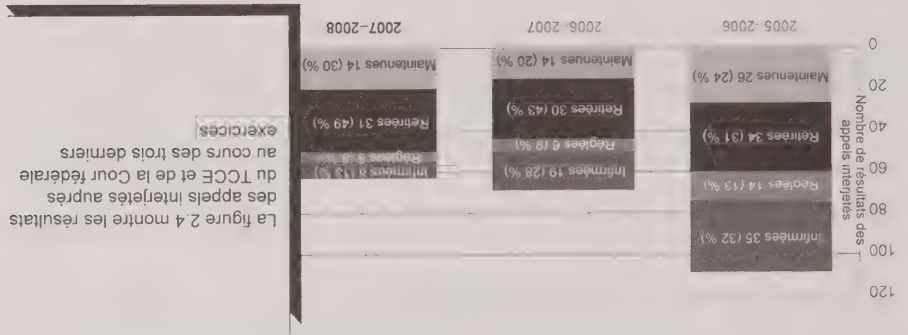 120
100
80
60
40
20
0
Nombre de résultats des
appels interjetés
Infirmées 35 (32 %)
Réglées 14 (13 %)
Retirées 34 (31 %)
Maintenues 26 (24 %)
2005-2006
Infirmées 19 (28 %)
Réglées 6 (9 %)
Retirées 30 (43 %)
Maintenues 14 (20 %)
2006-2007
Infirmées 8 (13 %)
Réglées
Retirées 31 (49 %)
Maintenues 14 (30 %)
2007–2008
La figure 2.4 montre les résultats
des appels interjetés auprès
du TCCE et de la Cour fédérale
au cours des trois derniers
exercices